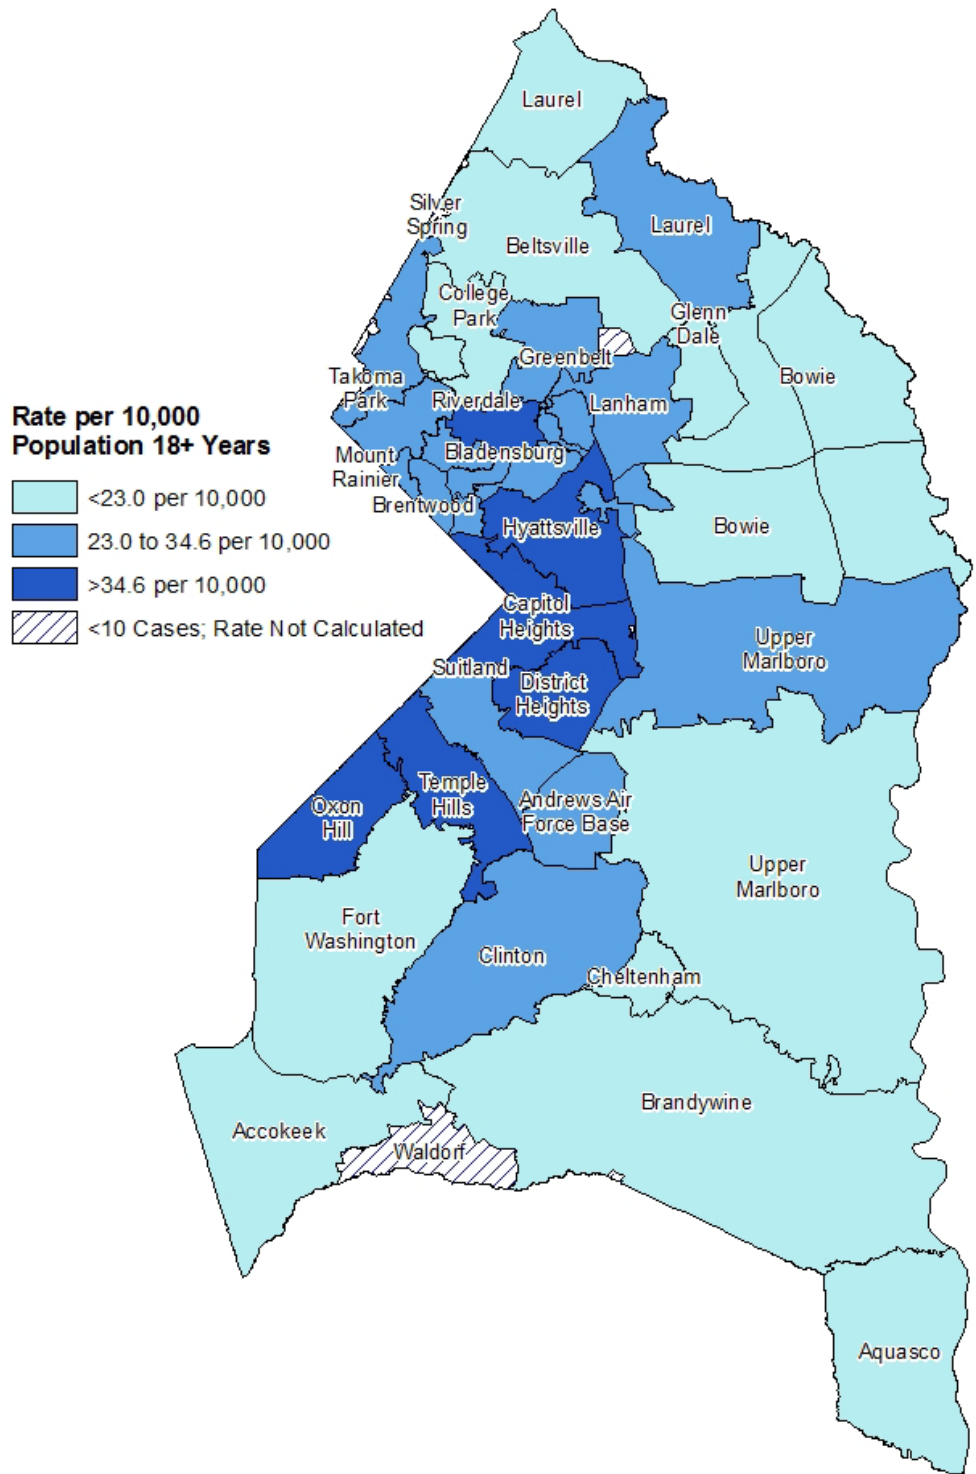 Laurel
Silver
Spring
Laurel
Beltsville
College
Park
Glenn
Dale
Greenbelt
Bowie
Takoma
Park
Riverdale
Lanham
Rate per 10,000
Population 18+ Years
<23.0 per 10,000
23.0 to 34.6 per 10,000
>34.6 per 10,000
<10 Cases; Rate Not Calculated
Mount
Rainier
Bladensburg
Brentwood
Hyattsville
Bowie
Capitol
Heights
Upper
Marlboro
Suitland
District
Heights
Temple
Hills
Oxon
Hill
Andrews Air
Force Base
Upper
Marlboro
Fort
Washington
Clinton
Cheltenham
Brandywine
Accokeek
Waldorf
Aquasco